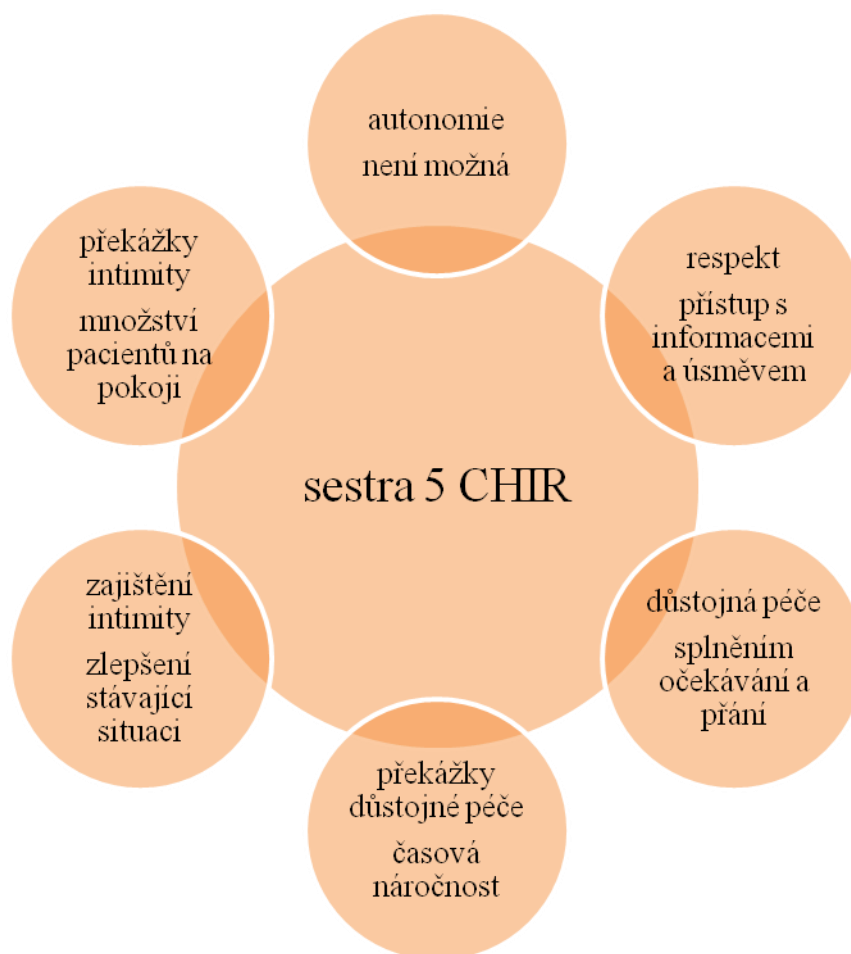 autonomie
není možná
respekt
přístup s
informacemi
a úsměvem
důstojná péče
splněním
očekávání a
přání
překážky
důstojné péče
časová
náročnost
zajištění
intimity
zlepšení
stávající
situaci
překážky
intimity
množství
pacientů na
pokoji
sestra 5 CHIR